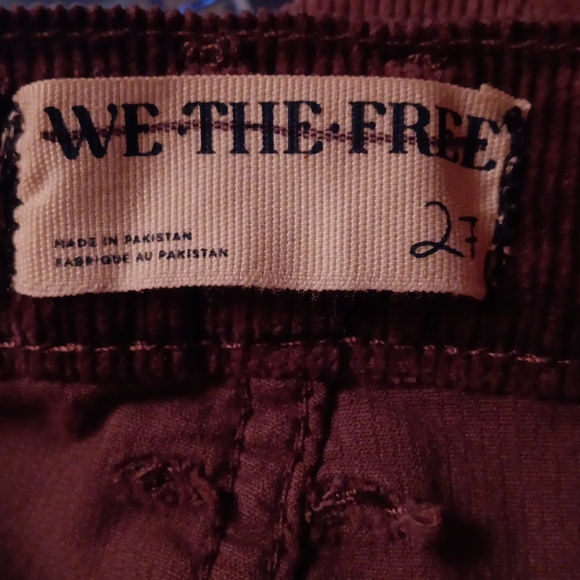 WE·THE·FREE
27
MADE IN PAKISTAN
FABRIQUE AU PAKISTAN